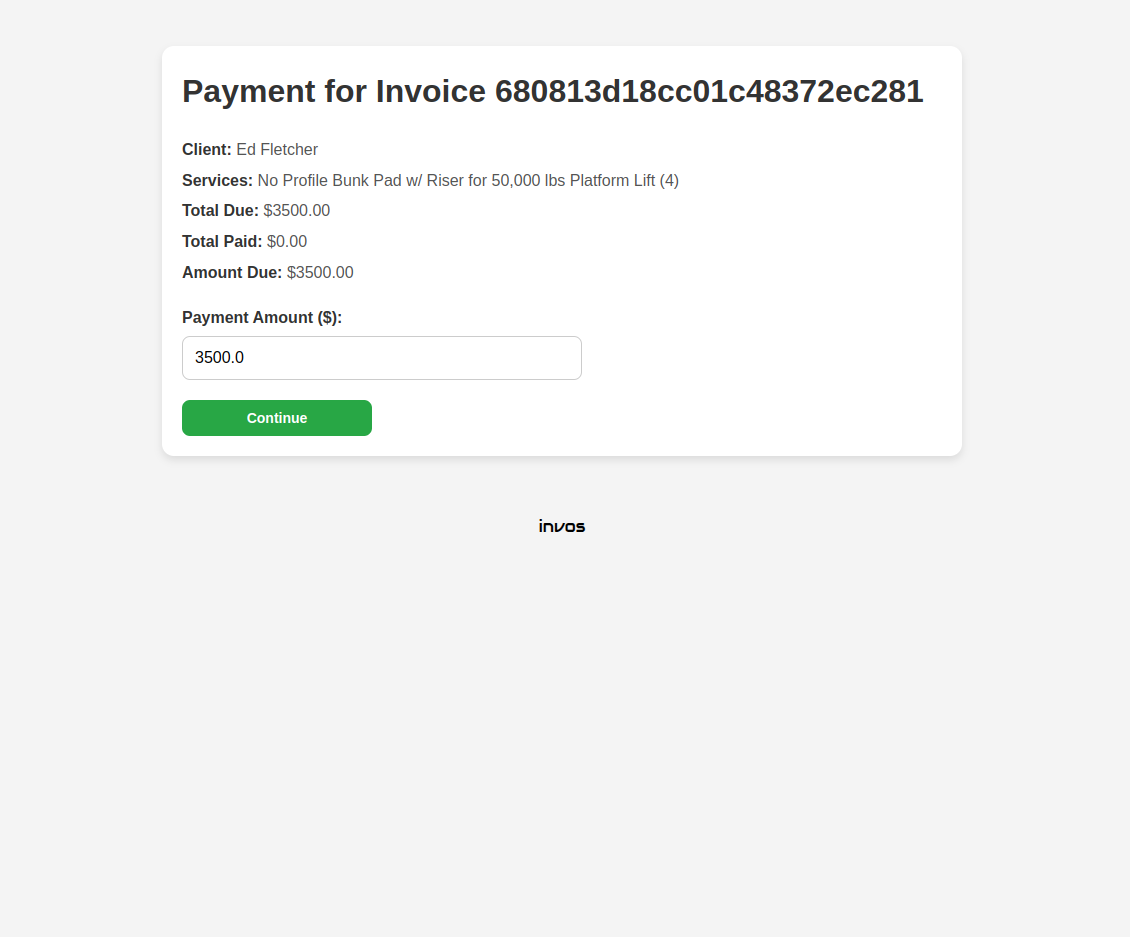 Payment for Invoice 680813d18cc01c48372ec281
Client: Ed Fletcher
Services: No Profile Bunk Pad w/ Riser for 50,000 lbs Platform Lift (4)
Total Due: $3500.00
Total Paid: $0.00
Amount Due: $3500.00
Payment Amount ($):
3500.0
Continue
invos